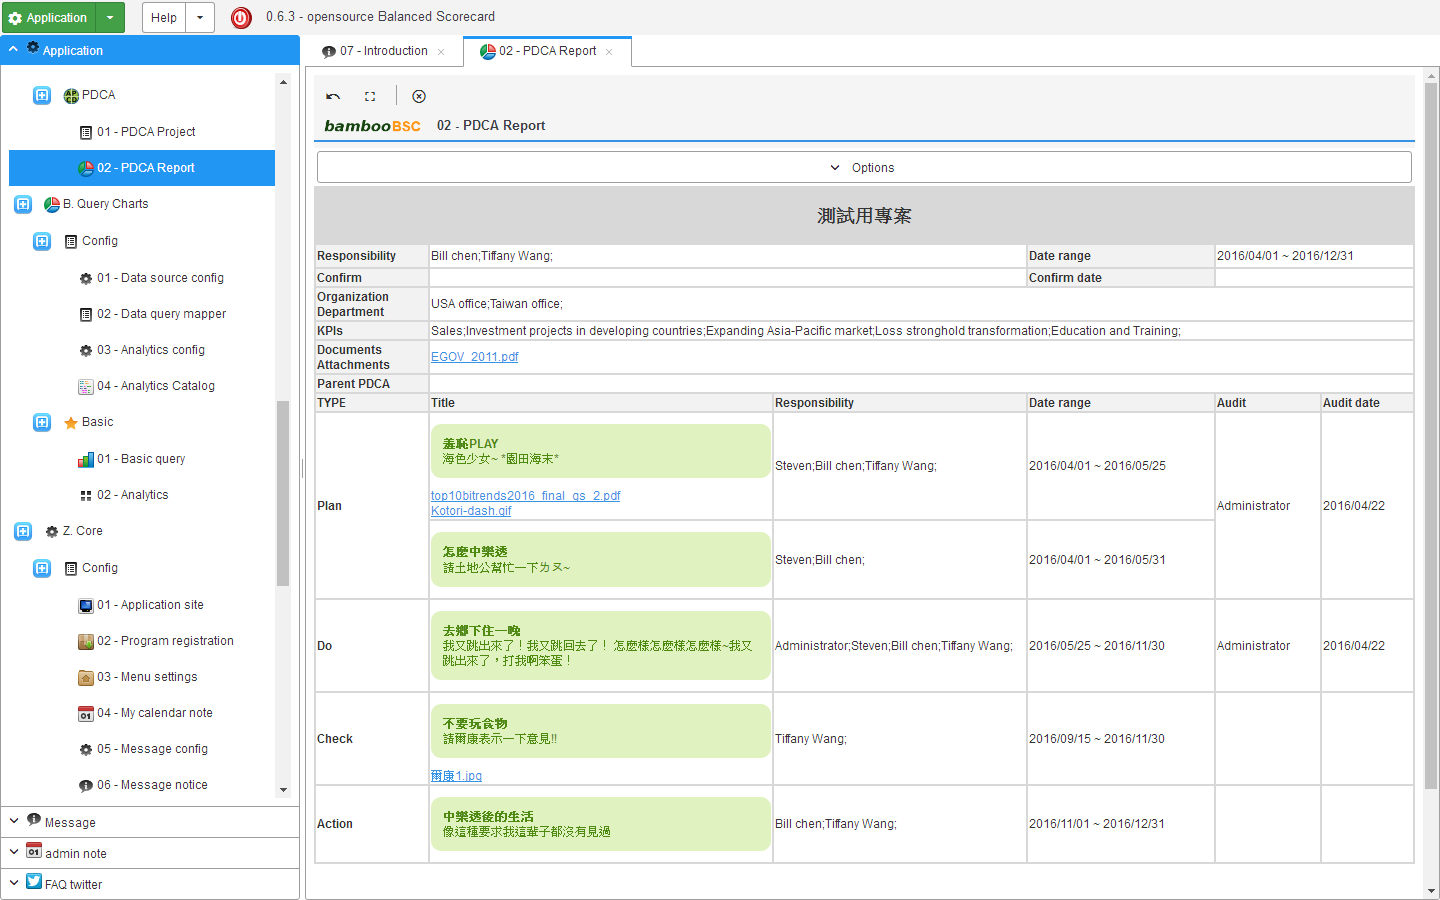 Application
Help
0.6.3 - opensource Balanced Scorecard
Application
PDCA
01 - PDCA Project
02 - PDCA Report
B. Query Charts
Config
01 - Data source config
02 - Data query mapper
03 - Analytics config
04 - Analytics Catalog
Basic
01 - Basic query
02 - Analytics
Z. Core
Config
01 - Application site
02 - Program registration
03 - Menu settings
04 - My calendar note
05 - Message config
06 - Message notice
Message
admin note
FAQ twitter
07 - Introduction
02 - PDCA Report
bambooBSC 02 - PDCA Report
Options
測試用專案
Responsibility Bill chen;Tiffany Wang; Date range 2016/04/01 ~ 2016/12/31
Confirm Confirm date
Organization
Department
USA office;Taiwan office;
KPIs Sales;Investment projects in developing countries;Expanding Asia-Pacific market;Loss stronghold transformation;Education and Training;
Documents
Attachments
EGOV_2011.pdf
Parent PDCA
TYPE Title Responsibility Date range Audit Audit date
Plan
羞恥PLAY
海色少女~ *園田海末*
top10bitrends2016_final_gs_2.pdf
Kotori-dash.gif
Steven;Bill chen;Tiffany Wang; 2016/04/01 ~ 2016/05/25
Administrator 2016/04/22
怎麼中樂透
請土地公幫忙一下ㄌㄡ~
Steven;Bill chen; 2016/04/01 ~ 2016/05/31
Do
去鄉下住一晚
我又跳出來了！我又跳回去了！ 怎麼樣怎麼樣怎麼樣~我又
跳出來了，打我啊笨蛋！
Administrator;Steven;Bill chen;Tiffany Wang; 2016/05/25 ~ 2016/11/30 Administrator 2016/04/22
Check
不要玩食物
請爾康表示一下意見!!
爾康1.jpg
Tiffany Wang; 2016/09/15 ~ 2016/11/30
Action
中樂透後的生活
像這種要求我這輩子都沒有見過
Bill chen;Tiffany Wang; 2016/11/01 ~ 2016/12/31